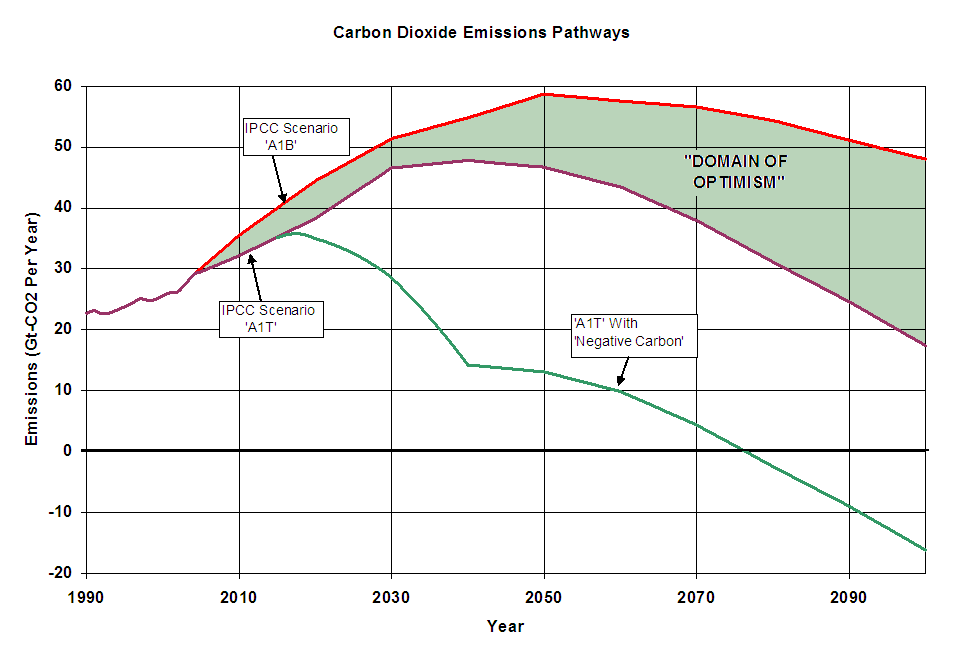 Carbon Dioxide Emissions Pathways
60
50
40
30
20
10
0
-10
-20
Emissions (Gt-CO2 Per Year)
IPCC Scenario
'A1B'
"DOMAIN OF
OPTIMISM"
IPCC Scenario
'A1T'
'A1T' With
'Negative Carbon'
1990 2010 2030 2050 2070 2090
Year